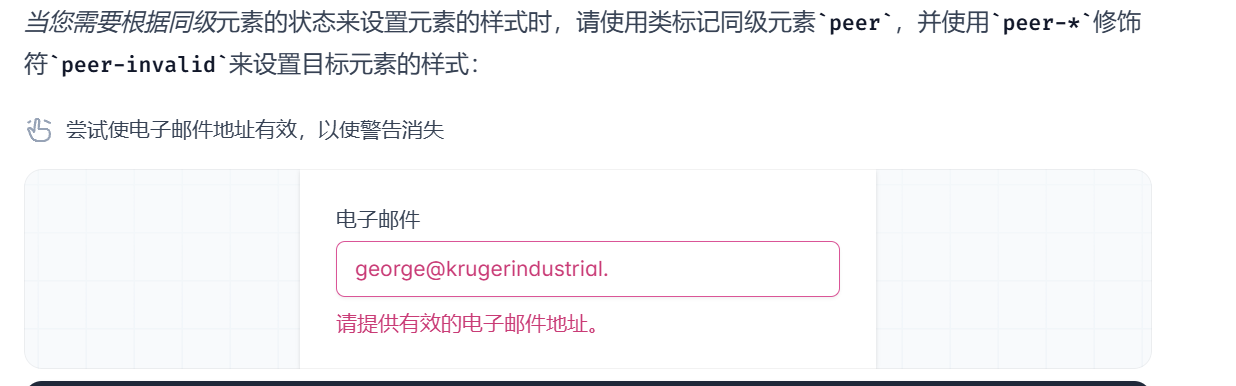 当您需要根据同级元素的状态来设置元素的样式时，请使用类标记同级元素`peer`，并使用`peer-*`修饰
符`peer-invalid`来设置目标元素的样式：
尝试使电子邮件地址有效，以使警告消失
电子邮件
george@krugerindustrial.
请提供有效的电子邮件地址。